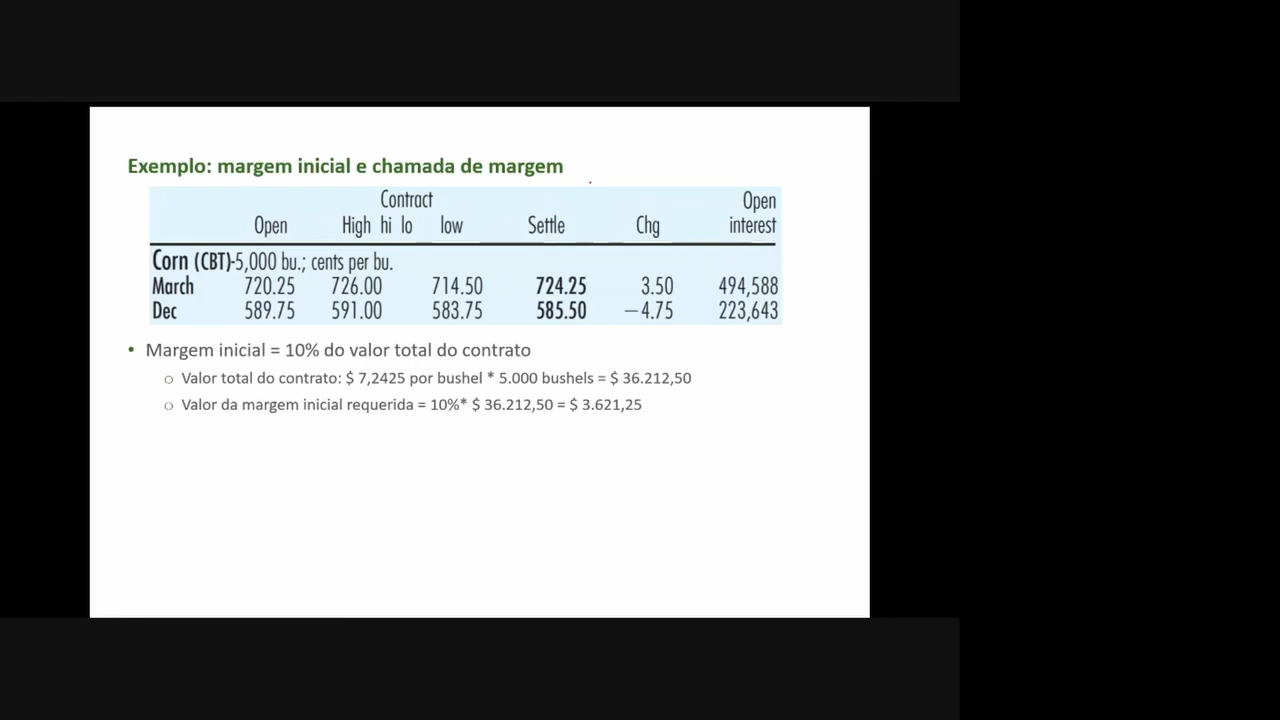 Exemplo: margem inicial e chamada de margem
Contract Open
Open High hi lo low Settle Chg interest
Corn (CBT)-5,000 bu.; cents per bu.
March 720.25 726.00 714.50 724.25 3.50 494,588
Dec 589.75 591.00 583.75 585.50 −4.75 223,643
• Margem inicial = 10% do valor total do contrato
o Valor total do contrato: $ 7,2425 por bushel * 5.000 bushels = $ 36.212,50
o Valor da margem inicial requerida = 10%* $ 36.212,50 = $ 3.621,25